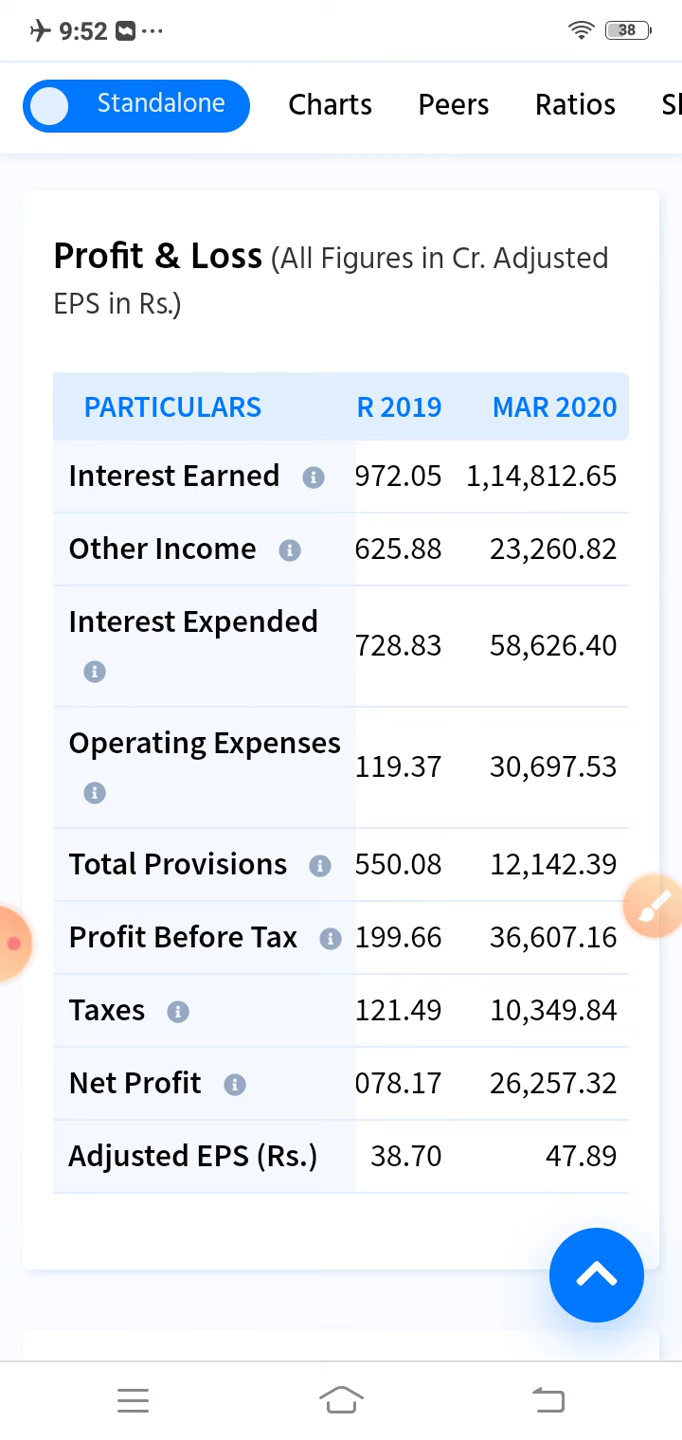 9:52 ... 38
Standalone Charts Peers Ratios
Profit & Loss (All Figures in Cr. Adjusted
EPS in Rs.)
PARTICULARS R 2019 MAR 2020
Interest Earned 972.05 1,14,812.65
Other Income 625.88 23,260.82
Interest Expended 728.83 58,626.40
Operating Expenses 119.37 30,697.53
Total Provisions 550.08 12,142.39
Profit Before Tax 199.66 36,607.16
Taxes 121.49 10,349.84
Net Profit 078.17 26,257.32
Adjusted EPS (Rs.) 38.70 47.89